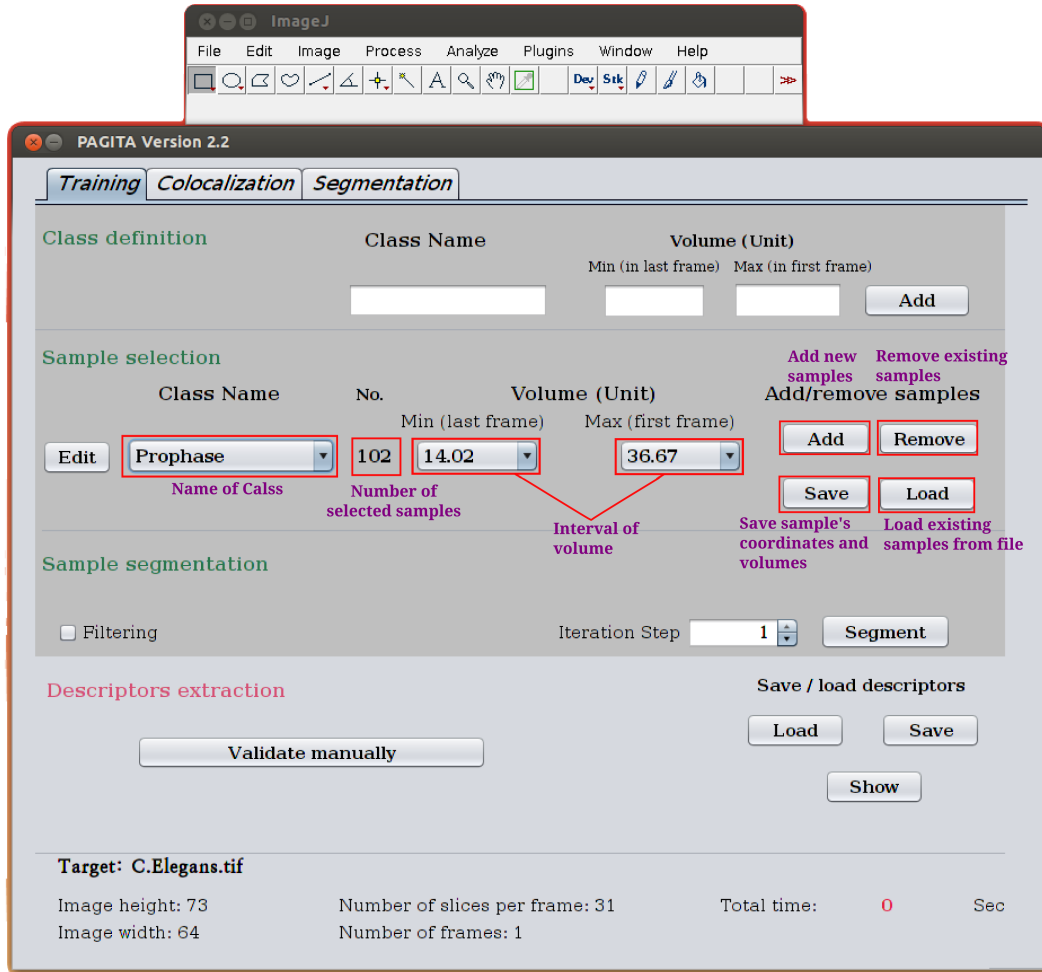 ImageJ
File Edit Image Process Analyze Plugins Window Help
A Dev Stk >>
PAGITA Version 2.2
Training Colocalization Segmentation
Class definition Class Name Volume (Unit)
Min (in last frame) Max (in first frame)
Add
Sample selection Add new samples Remove existing samples
Class Name No. Volume (Unit) Add/remove samples
Min (last frame) Max (first frame)
Edit Prophase 102 14.02 36.67 Add Remove
Name of Calss Number of selected samples Save Load
Interval of volume Save sample's coordinates and volumes Load existing samples from file
Sample segmentation
Filtering Iteration Step 1 Segment
Descriptors extraction Save / load descriptors
Load Save
Validate manually
Show
Target: C.Elegans.tif
Image height: 73 Number of slices per frame: 31 Total time: 0 Sec
Image width: 64 Number of frames: 1